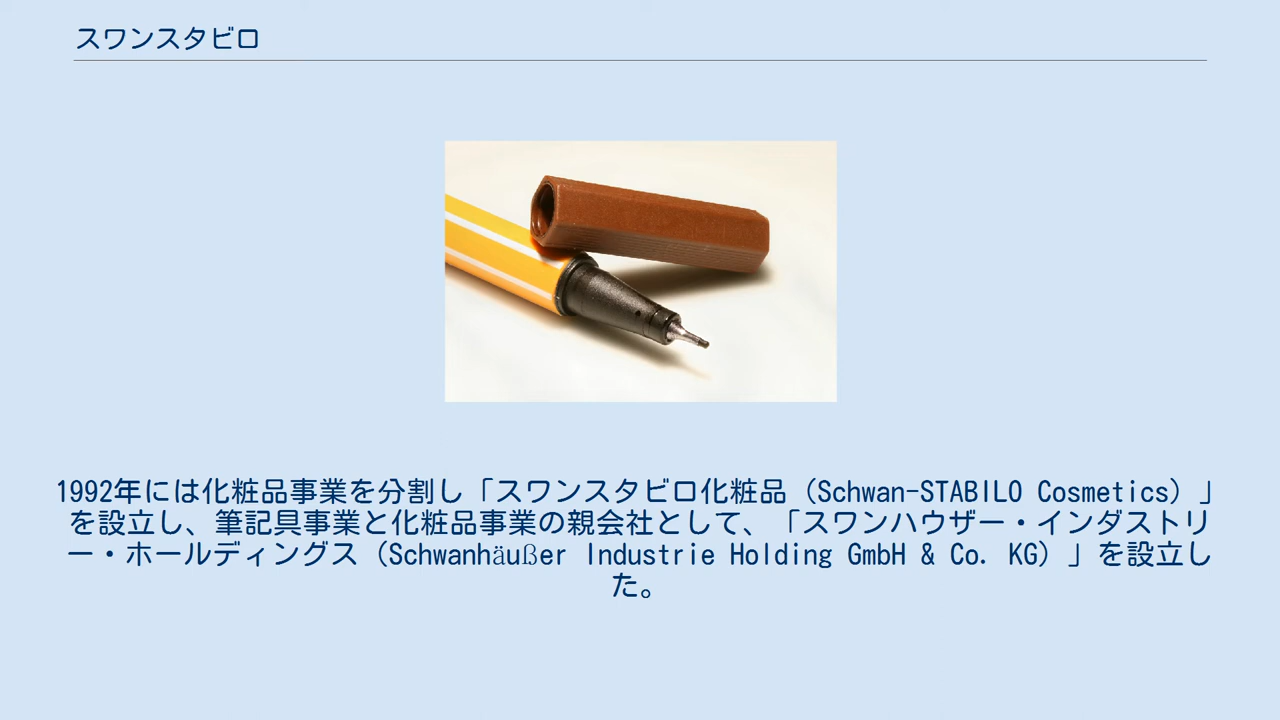 スワンスタビロ
1992年には化粧品事業を分割し「スワンスタビロ化粧品（Schwan-STABILO Cosmetics）」
を設立し、筆記具事業と化粧品事業の親会社として、「スワンハウザー・インダストリ
ー・ホールディングス（Schwanhäußer Industrie Holding GmbH & Co. KG）」を設立し
た。